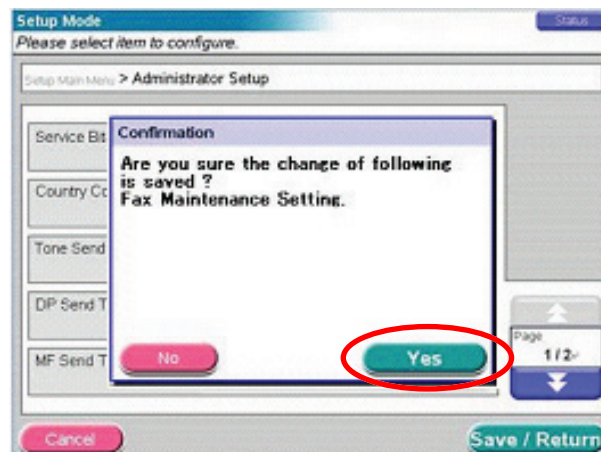 Setup Mode
Status
Please select item to configure.
Setup Main Menu > Administrator Setup
Service Bit
Confirmation
Are you sure the change of following
is saved ?
Fax Maintenance Setting.
Country Co
Tone Send
DP Send T
MF Send T
No
Yes
Page
1/2
Cancel
Save / Return